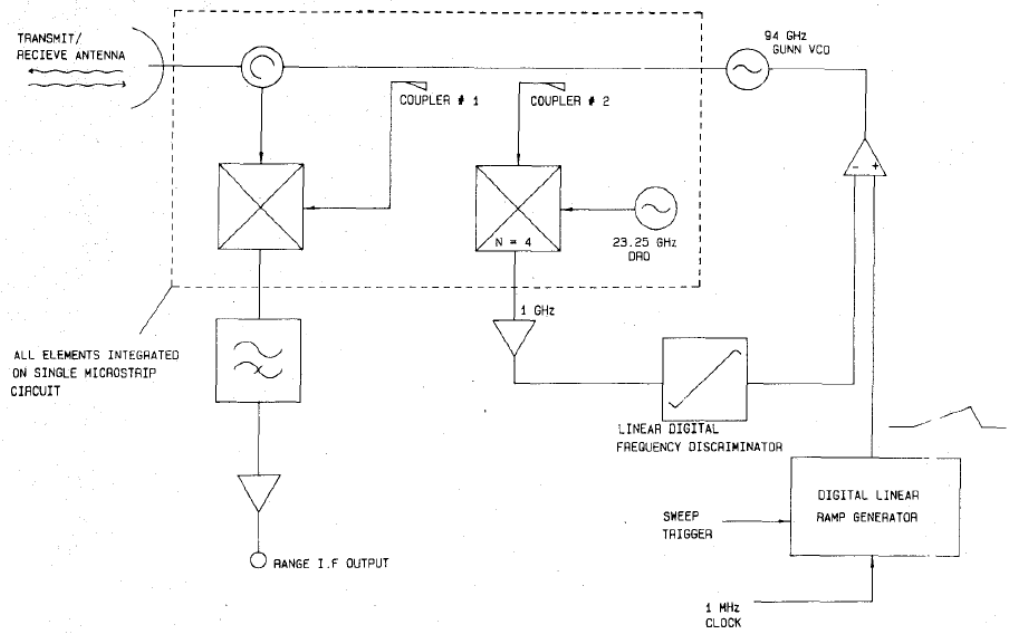 TRANSMIT/
RECIEVE ANTENNA
94 GHz
GUNN VCO
COUPLER # 1
COUPLER # 2
N = 4
23.25 GHz
DRO
- +
1 GHz
ALL ELEMENTS INTEGRATED
ON SINGLE MICROSTRIP
CIRCUIT
LINEAR DIGITAL
FREQUENCY DISCRIMINATOR
DIGITAL LINEAR
RAMP GENERATOR
SWEEP
TRIGGER
RANGE I.F OUTPUT
1 MHz
CLOCK